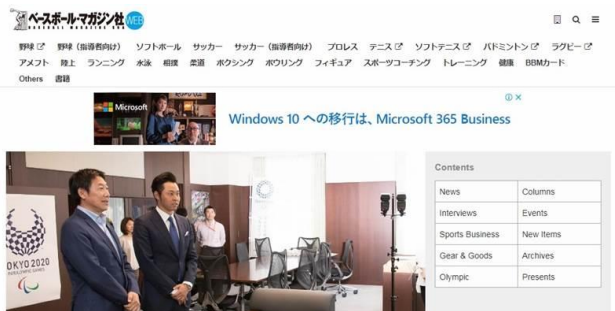 ベースボール・マガジン社 WEB
BASEBALL MAGAZINE SHA
野球 野球（指導者向け） ソフトボール サッカー サッカー（指導者向け） プロレス テニス ソフトテニス バドミントン ラグビー
アメフト 陸上 ランニング 水泳 相撲 柔道 ボクシング ボウリング フィギュア スポーツコーチング トレーニング 健康 BBMカード
Others 書籍
Microsoft
Windows 10 への移行は、Microsoft 365 Business
Contents
News Columns
Interviews Events
Sports Business New Items
Gear & Goods Archives
Olympic Presents
TOKYO 2020
PARALYMPIC GAMES